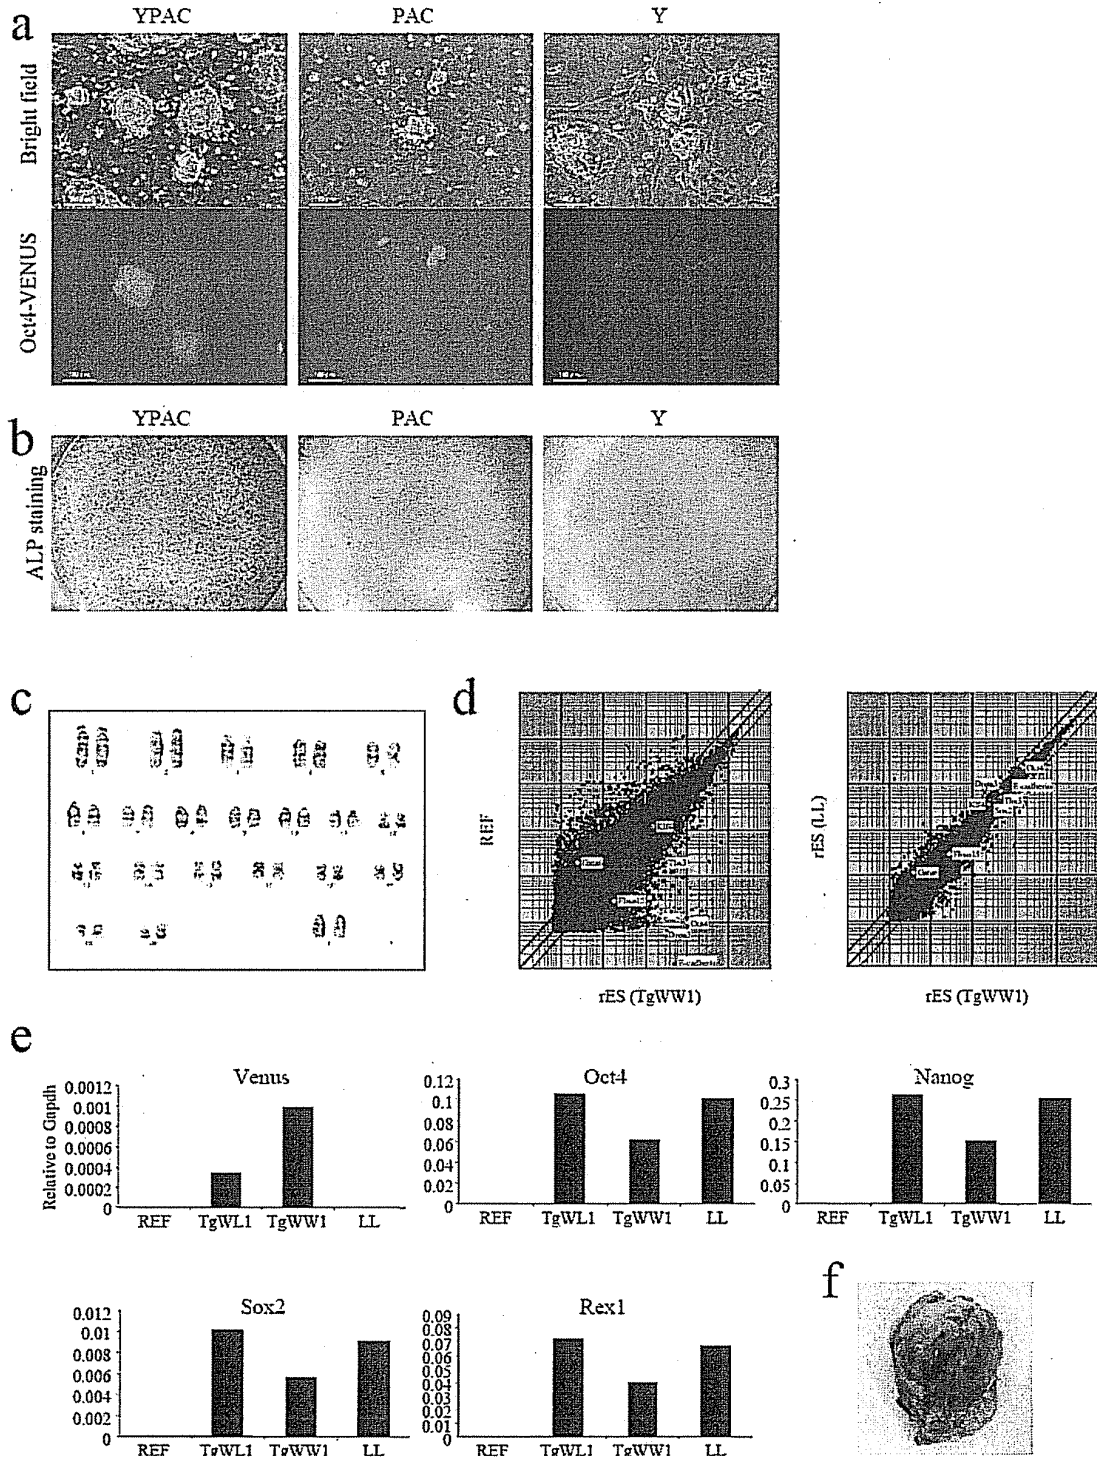 a
YPAC
PAC
Y
Bright field
Oct4-VENUS
b
YPAC
PAC
Y
ALP staining
c
d
REF
rES (TgWW1)
rES (LL)
rES (TgWW1)
e
Relative to Gapdh
Venus
0.0012
0.001
0.0008
0.0006
0.0004
0.0002
0
REF
TgWL1
TgWW1
LL
Oct4
0.12
0.1
0.08
0.06
0.04
0.02
0
REF
TgWL1
TgWW1
LL
Nanog
0.3
0.25
0.2
0.15
0.1
0.05
0
REF
TgWL1
TgWW1
LL
Sox2
0.012
0.01
0.008
0.006
0.004
0.002
0
REF
TgWL1
TgWW1
LL
Rex1
0.09
0.08
0.07
0.06
0.05
0.04
0.03
0.02
0.01
0
REF
TgWL1
TgWW1
LL
f